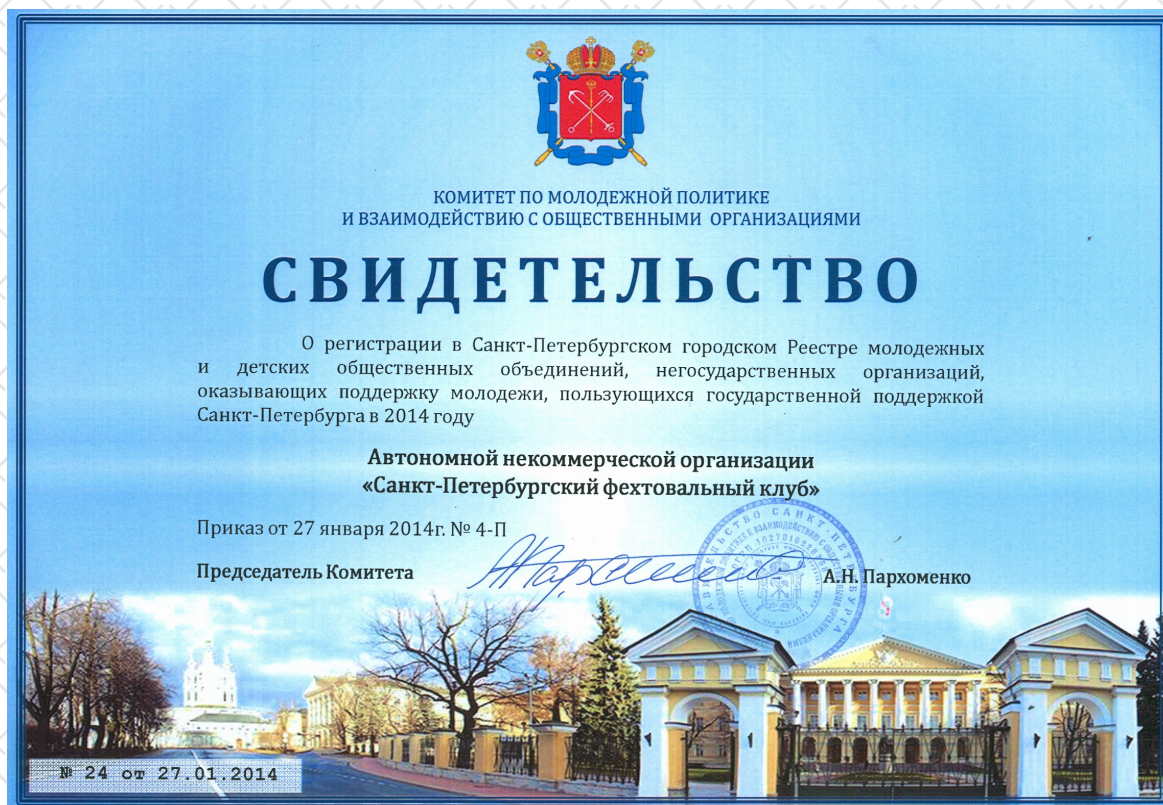 КОМИТЕТ ПО МОЛОДЕЖНОЙ ПОЛИТИКЕ
И ВЗАИМОДЕЙСТВИЮ С ОБЩЕСТВЕННЫМИ ОРГАНИЗАЦИЯМИ
СВИДЕТЕЛЬСТВО
О регистрации в Санкт-Петербургском городском Реестре молодежных
и детских общественных объединений, негосударственных организаций,
оказывающих поддержку молодежи, пользующихся государственной поддержкой
Санкт-Петербурга в 2014 году
Автономной некоммерческой организации
«Санкт-Петербургский фехтовальный клуб»
Приказ от 27 января 2014г. № 4-П
Председатель Комитета
А.Н. Пархоменко
№ 24 от 27.01.2014